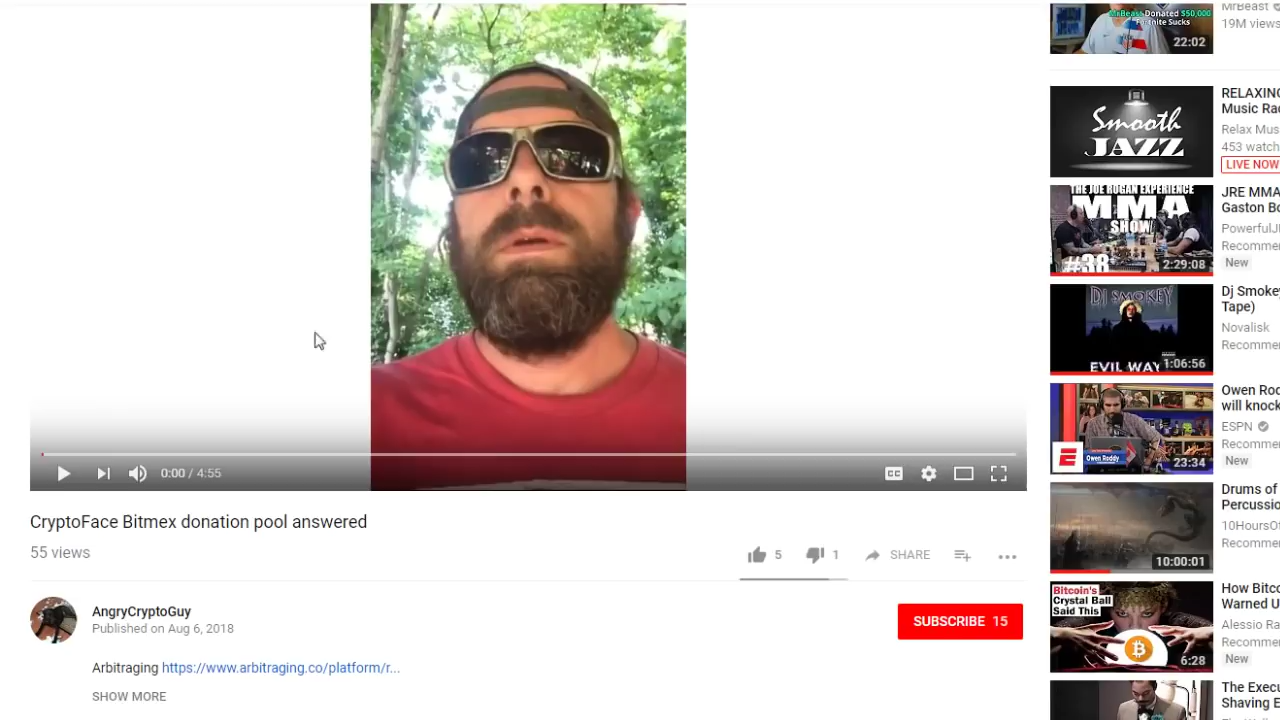 0:00 / 4:55
CC
CryptoFace Bitmex donation pool answered
55 views
5
1
SHARE
AngryCryptoGuy
Published on Aug 6, 2018
SUBSCRIBE 15
Arbitraging https://www.arbitraging.co/platform/r...
SHOW MORE
MrBeast Donated $50,000
22:02
MrBeast
19M views
Smooth
JAZZ
RELAXING
Music Rad
Relax Mus
453 watch
LIVE NOW
THE JOE ROGAN EXPERIENCE
MMA
SHOW
#38
2:29:08
JRE MMA
Gaston Bo
PowerfulJ
Recommen
New
DJ SMOKEY
EVIL WAY
1:06:56
Dj Smokey
Tape)
Novalisk
Recommen
Owen Roddy
23:34
Owen Rod
will knock
ESPN
Recommen
New
10:00:01
Drums of
Percussio
10HoursOf
Recommen
Bitcoin's
Crystal Ball
Said This
6:28
How Bitco
Warned U
Alessio Ra
Recommen
New
The Execu
Shaving E